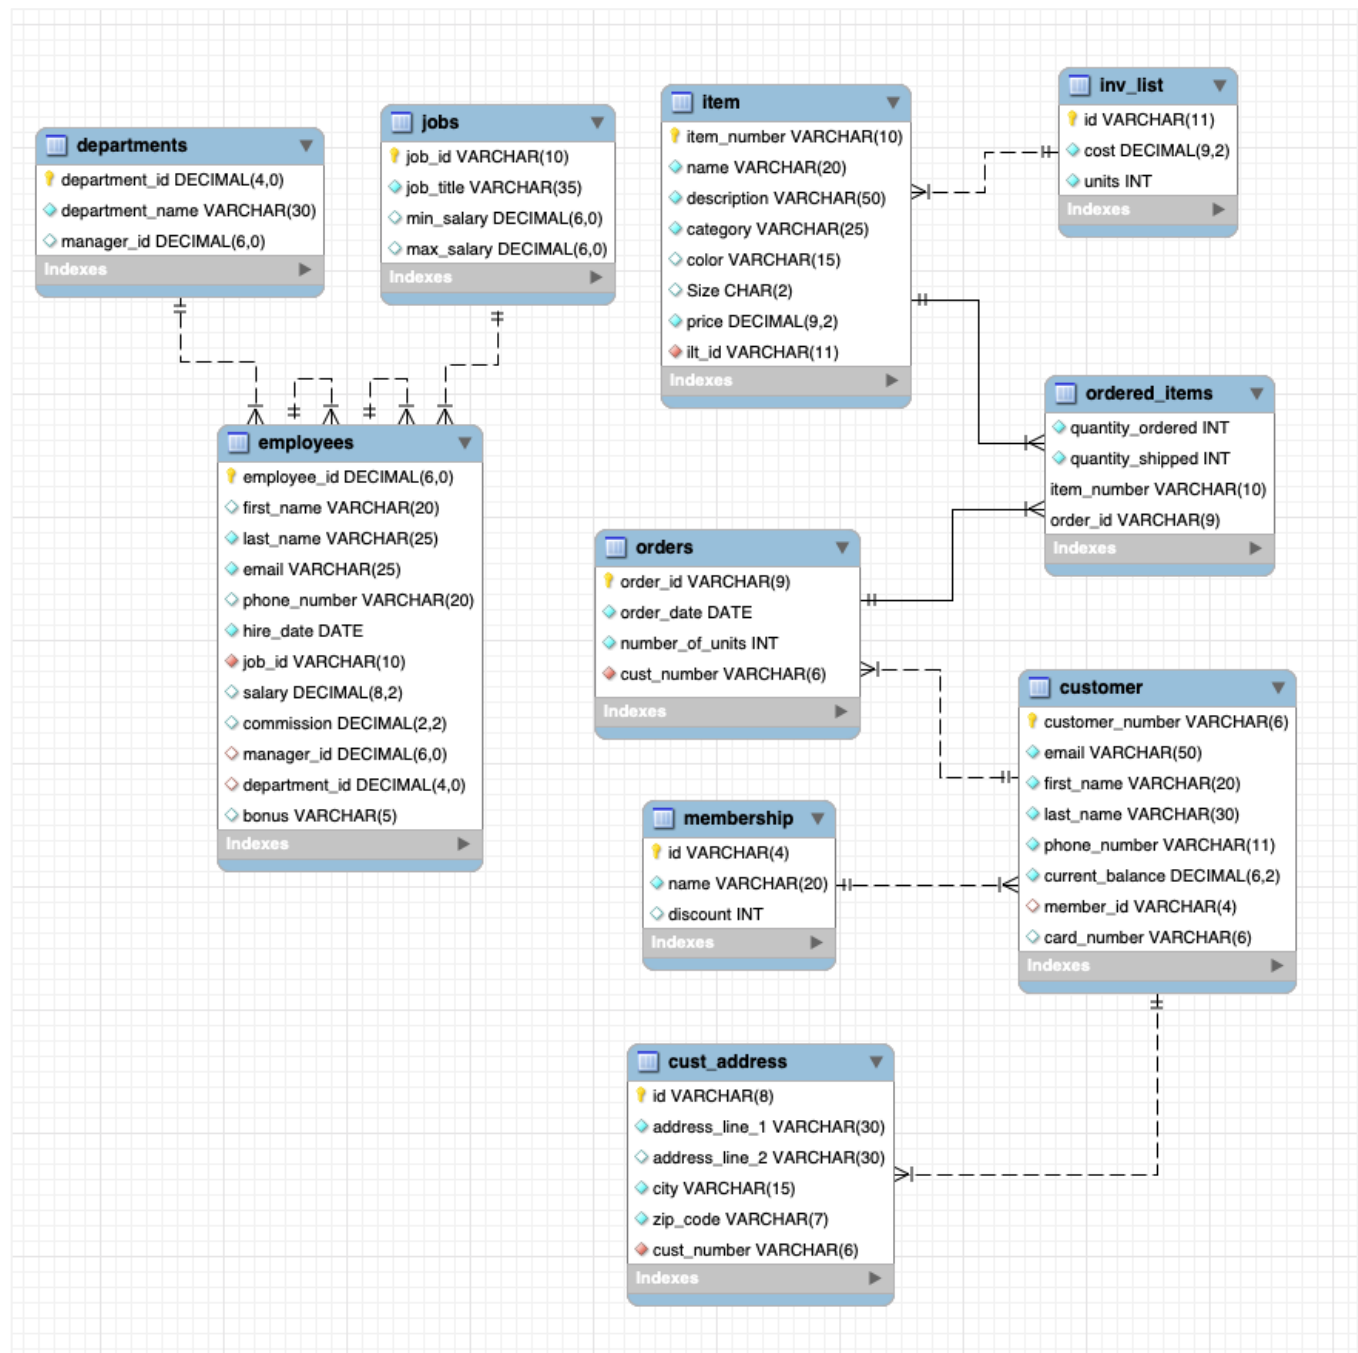 departments
department_id DECIMAL(4,0)
department_name VARCHAR(30)
manager_id DECIMAL(6,0)
Indexes
jobs
job_id VARCHAR(10)
job_title VARCHAR(35)
min_salary DECIMAL(6,0)
max_salary DECIMAL(6,0)
Indexes
item
item_number VARCHAR(10)
name VARCHAR(20)
description VARCHAR(50)
category VARCHAR(25)
color VARCHAR(15)
Size CHAR(2)
price DECIMAL(9,2)
ilt_id VARCHAR(11)
Indexes
inv_list
id VARCHAR(11)
cost DECIMAL(9,2)
units INT
Indexes
employees
employee_id DECIMAL(6,0)
first_name VARCHAR(20)
last_name VARCHAR(25)
email VARCHAR(25)
phone_number VARCHAR(20)
hire_date DATE
job_id VARCHAR(10)
salary DECIMAL(8,2)
commission DECIMAL(2,2)
manager_id DECIMAL(6,0)
department_id DECIMAL(4,0)
bonus VARCHAR(5)
Indexes
ordered_items
quantity_ordered INT
quantity_shipped INT
item_number VARCHAR(10)
order_id VARCHAR(9)
Indexes
orders
order_id VARCHAR(9)
order_date DATE
number_of_units INT
cust_number VARCHAR(6)
Indexes
customer
customer_number VARCHAR(6)
email VARCHAR(50)
first_name VARCHAR(20)
last_name VARCHAR(30)
phone_number VARCHAR(11)
current_balance DECIMAL(6,2)
member_id VARCHAR(4)
card_number VARCHAR(6)
Indexes
membership
id VARCHAR(4)
name VARCHAR(20)
discount INT
Indexes
cust_address
id VARCHAR(8)
address_line_1 VARCHAR(30)
address_line_2 VARCHAR(30)
city VARCHAR(15)
zip_code VARCHAR(7)
cust_number VARCHAR(6)
Indexes